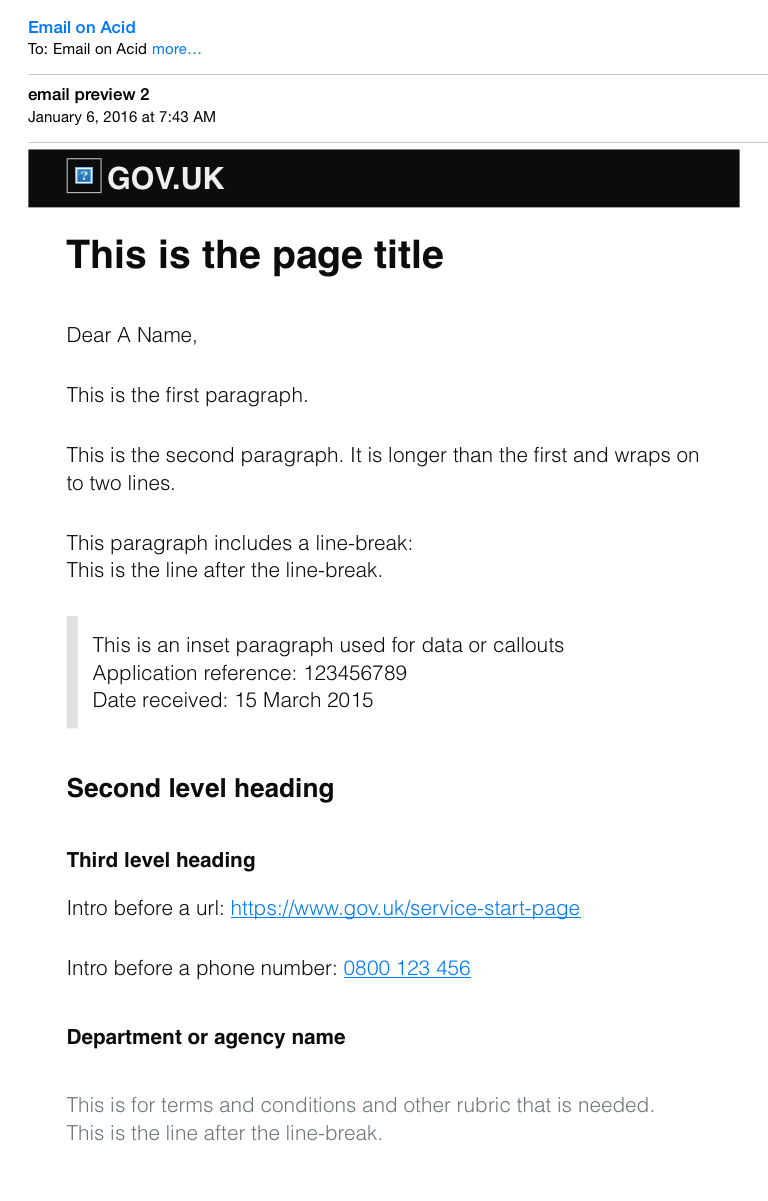 Email on Acid
To: Email on Acid more...
email preview 2
January 6, 2016 at 7:43 AM
? GOV.UK
This is the page title
Dear A Name,
This is the first paragraph.
This is the second paragraph. It is longer than the first and wraps on
to two lines.
This paragraph includes a line-break:
This is the line after the line-break.
This is an inset paragraph used for data or callouts
Application reference: 123456789
Date received: 15 March 2015
Second level heading
Third level heading
Intro before a url: https://www.gov.uk/service-start-page
Intro before a phone number: 0800 123 456
Department or agency name
This is for terms and conditions and other rubric that is needed.
This is the line after the line-break.